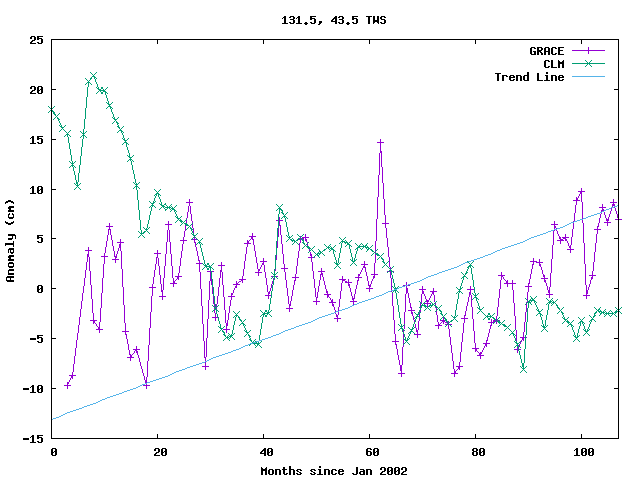 131.5, 43.5 TWS
GRACE
CLM
Trend Line
25
20
15
10
5
0
-5
-10
-15
Anomaly (cm)
0 20 40 60 80 100
Months since Jan 2002